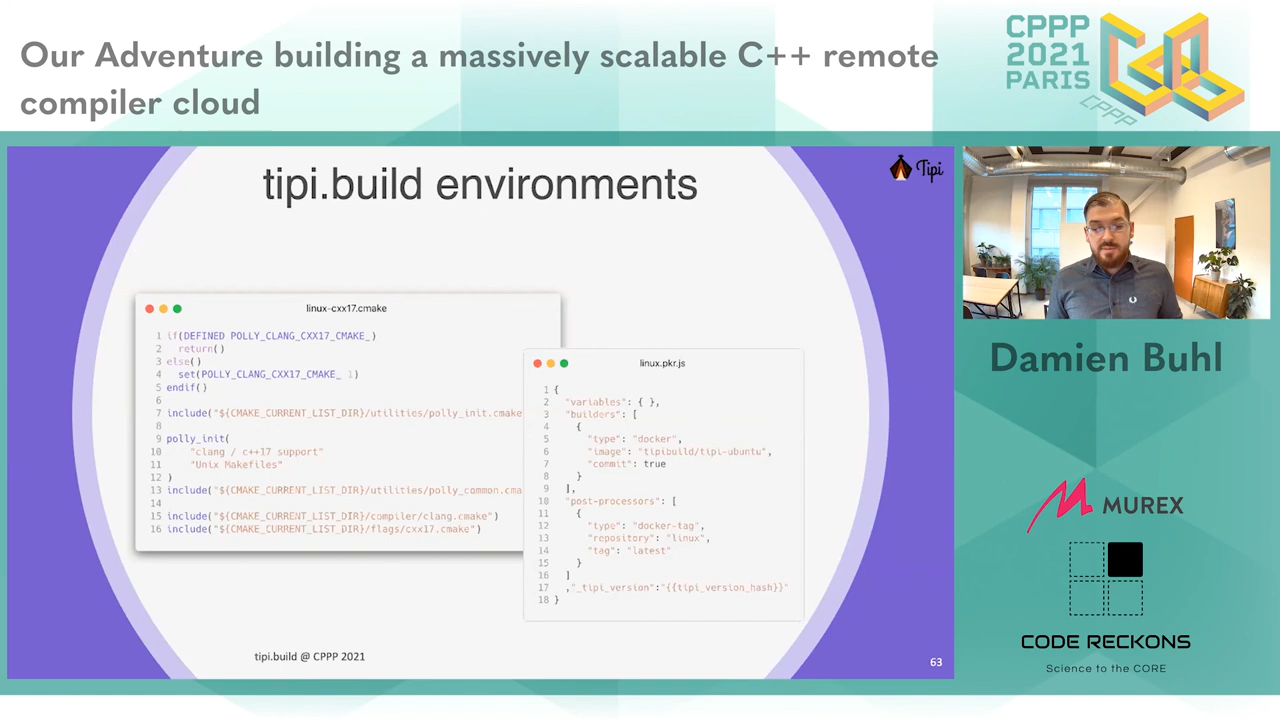 Our Adventure building a massively scalable C++ remote
compiler cloud
CPPP
2021
PARIS
CPPP
tipi.build environments
Tipi
linux-cxx17.cmake
1 if(DEFINED POLLY_CLANG_CXX17_CMAKE_)
2 return()
3 else()
4 set(POLLY_CLANG_CXX17_CMAKE_ 1)
5 endif()
6
7 include("${CMAKE_CURRENT_LIST_DIR}/utilities/polly_init.cmake
8
9 polly_init(
10 "clang / c++17 support"
11 "Unix Makefiles"
12 )
13 include("${CMAKE_CURRENT_LIST_DIR}/utilities/polly_common.cma
14
15 include("${CMAKE_CURRENT_LIST_DIR}/compiler/clang.cmake")
16 include("${CMAKE_CURRENT_LIST_DIR}/flags/cxx17.cmake")
linux.pkr.js
1 {
2 "variables": { },
3 "builders": [
4 {
5 "type": "docker",
6 "image": "tipibuild/tipi-ubuntu",
7 "commit": true
8 }
9 ],
10 "post-processors": [
11 {
12 "type": "docker-tag",
13 "repository": "linux",
14 "tag": "latest"
15 }
16 ]
17 ,"_tipi_version":"{{tipi_version_hash}}"
18 }
tipi.build @ CPPP 2021
63
Damien Buhl
MUREX
CODE RECKONS
Science to the CORE